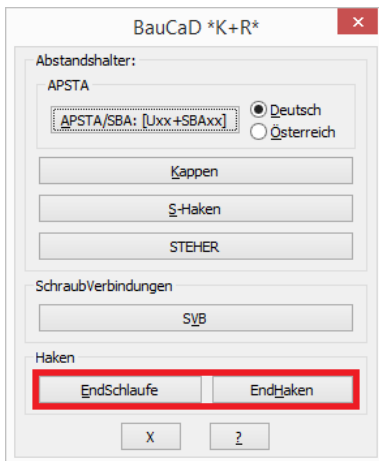 BauCaD *K+R*
×
Abstandshalter:
APSTA
APSTA/SBA: [Uxx+SBAxx]
Deutsch
Österreich
Kappen
S-Haken
STEHER
SchraubVerbindungen
SVB
Haken
EndSchlaufe EndHaken
X ?